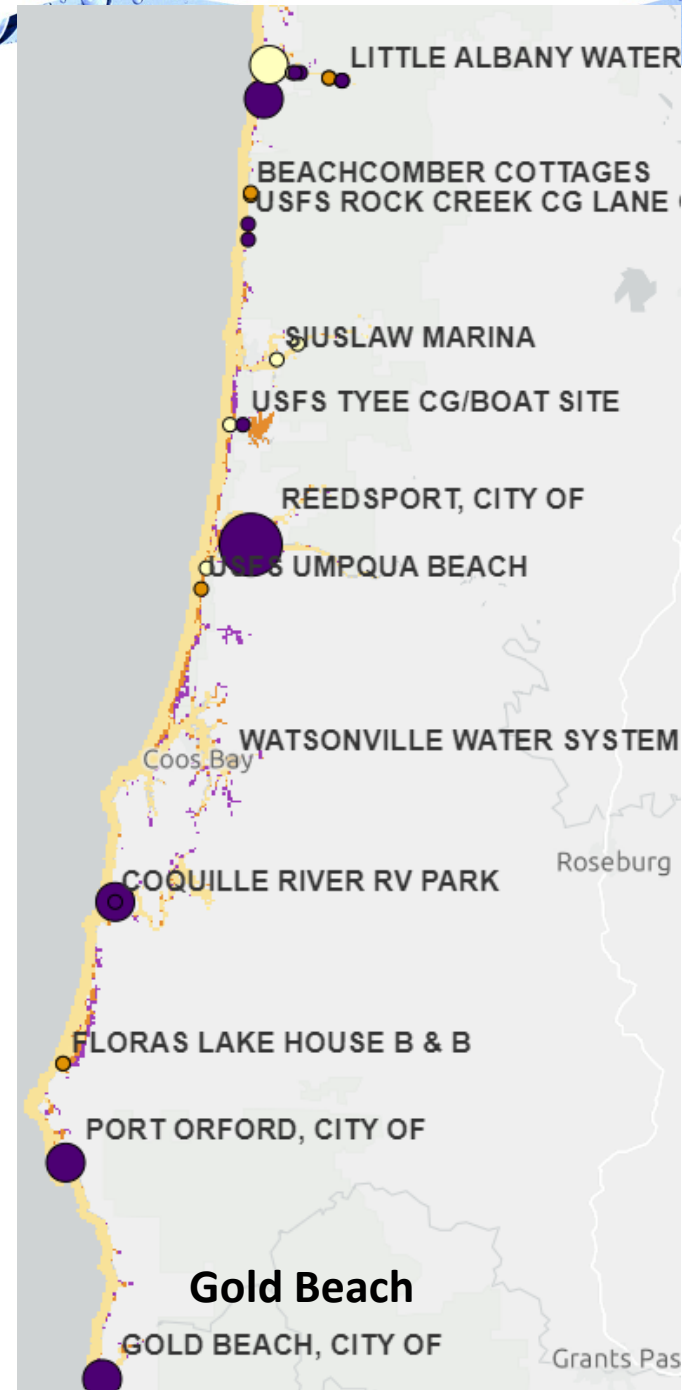 LITTLE ALBANY WATER
BEACHCOMBER COTTAGES
USFS ROCK CREEK CG LANE
SIUSLAW MARINA
USFS TYEE CG/BOAT SITE
REEDSPORT, CITY OF
USFS UMPQUA BEACH
WATSONVILLE WATER SYSTEM
Coos Bay
Roseburg
COQUILLE RIVER RV PARK
FLORAS LAKE HOUSE B & B
PORT ORFORD, CITY OF
Gold Beach
GOLD BEACH, CITY OF
Grants Pas